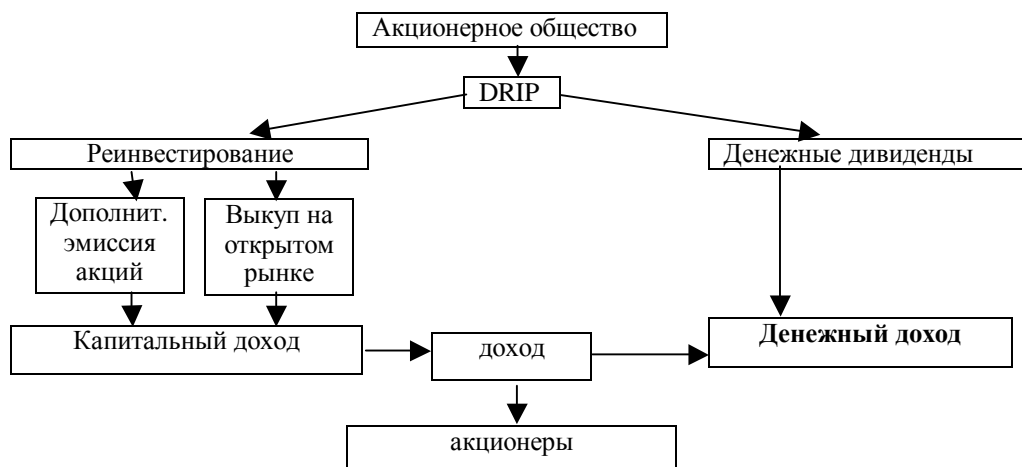 Акционерное общество
DRIP
Реинвестирование
Денежные дивиденды
Дополнит.
эмиссия
акций
Выкуп на
открытом
рынке
Капитальный доход
доход
Денежный доход
акционеры